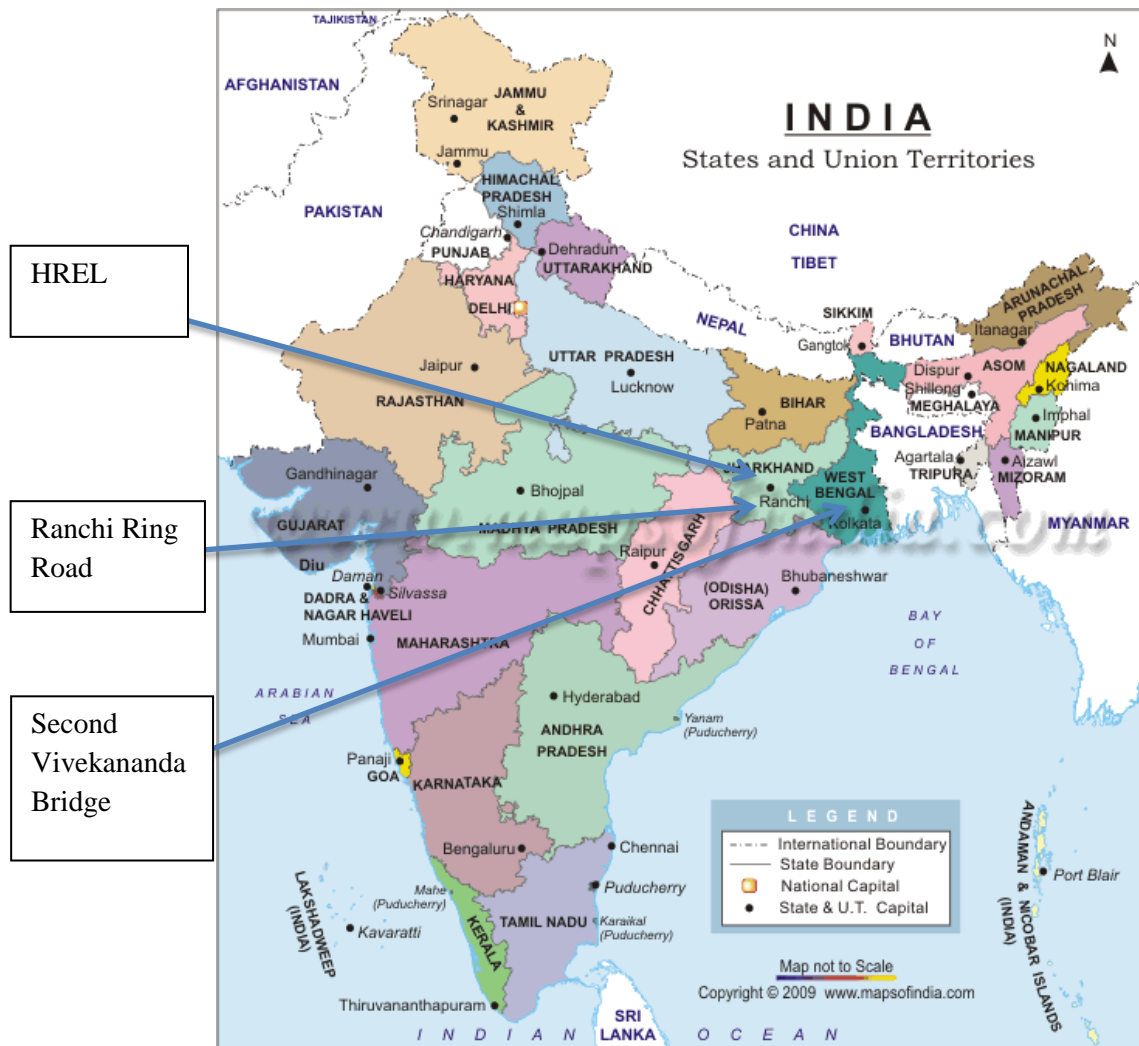 TAJIKISTAN
AFGHANISTAN
JAMMU
&
KASHMIR
Srinagar
Jammu
N
INDIA
States and Union Territories
HIMACHAL
PRADESH
Shimla
PAKISTAN
Chandigarh
PUNJAB
Dehradun
UTTARAKHAND
CHINA
TIBET
HREL
HARYANA
DELHI
NEPAL
SIKKIM
Gangtok
BHUTAN
ARUNACHAL
PRADESH
Itanagar
Jaipur
RAJASTHAN
UTTAR PRADESH
Lucknow
BIHAR
Patna
Dispur
ASOM
Shillong
MEGHALAYA
NAGALAND
Kohima
Imphal
MANIPUR
BANGLADESH
Agartala
TRIPURA
Aizawl
MIZORAM
MYANMAR
Gandhinagar
GUJARAT
Diu
Bhopal
MADHYA PRADESH
JHARKHAND
Ranchi
WEST
BENGAL
Kolkata
Ranchi Ring
Road
Daman
Silvassa
DADRA &
NAGAR HAVELI
Mumbai
MAHARASHTRA
Raipur
CHHATTISGARH
(ODISHA)
ORISSA
Bhubaneshwar
BAY
OF
BENGAL
ARABIAN
SEA
Second
Vivekananda
Bridge
Hyderabad
ANDHRA
PRADESH
Yanam
(Puducherry)
Panaji
GOA
KARNATAKA
Bengaluru
Chennai
Mahe
(Puducherry)
Puducherry
TAMIL NADU
Karaikal
(Puducherry)
KERALA
LAKSHADWEEP
(INDIA)
Kavaratti
Thiruvananthapuram
SRI
LANKA
INDIAN OCEAN
LEGEND
International Boundary
State Boundary
National Capital
State & U.T. Capital
Map not to Scale
Copyright © 2009 www.mapsofindia.com
ANDAMAN & NICOBAR ISLANDS
(INDIA)
Port Blair